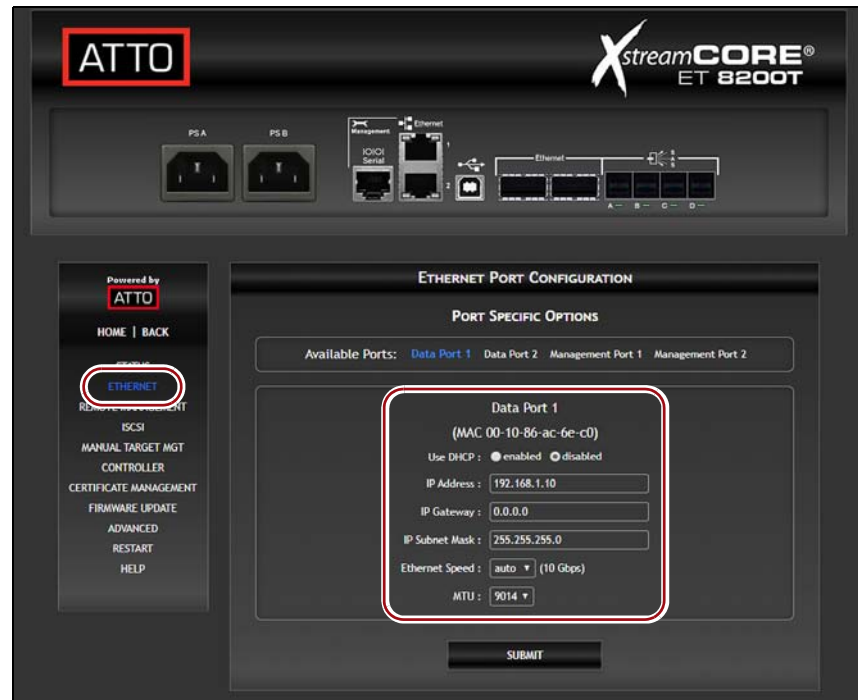 ATTO
XstreamCORE®
ET 8200T
PS A
PS B
Management
Ethernet
IOIOI
Serial
1
2
Ethernet
SAS
A
B
C
D
Powered by
ATTO
HOME | BACK
STATUS
ETHERNET
REMOTE MANAGEMENT
ISCSI
MANUAL TARGET MGT
CONTROLLER
CERTIFICATE MANAGEMENT
FIRMWARE UPDATE
ADVANCED
RESTART
HELP
ETHERNET PORT CONFIGURATION
PORT SPECIFIC OPTIONS
Available Ports: Data Port 1 Data Port 2 Management Port 1 Management Port 2
Data Port 1
(MAC 00-10-86-ac-6e-c0)
Use DHCP : enabled disabled
IP Address : 192.168.1.10
IP Gateway : 0.0.0.0
IP Subnet Mask : 255.255.255.0
Ethernet Speed : auto (10 Gbps)
MTU : 9014
SUBMIT